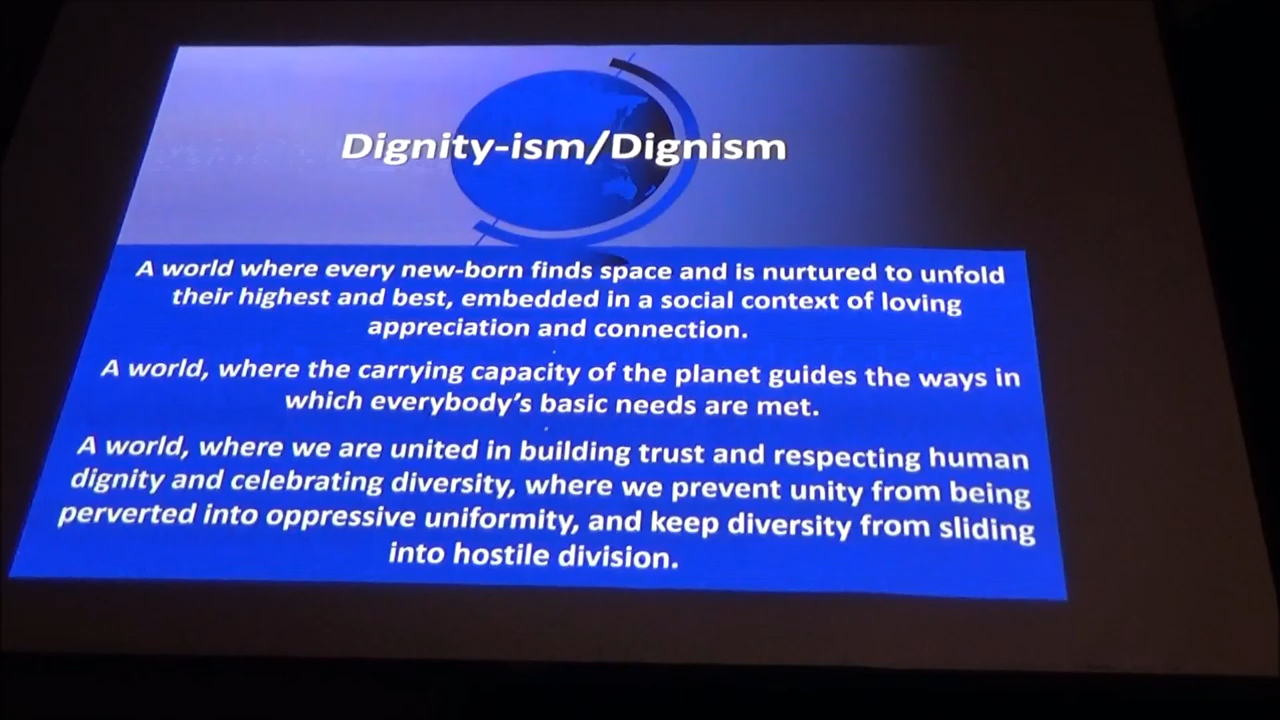 Dignity-ism/Dignism
A world where every new-born finds space and is nurtured to unfold
their highest and best, embedded in a social context of loving
appreciation and connection.
A world, where the carrying capacity of the planet guides the ways in
which everybody's basic needs are met.
A world, where we are united in building trust and respecting human
dignity and celebrating diversity, where we prevent unity from being
perverted into oppressive uniformity, and keep diversity from sliding
into hostile division.